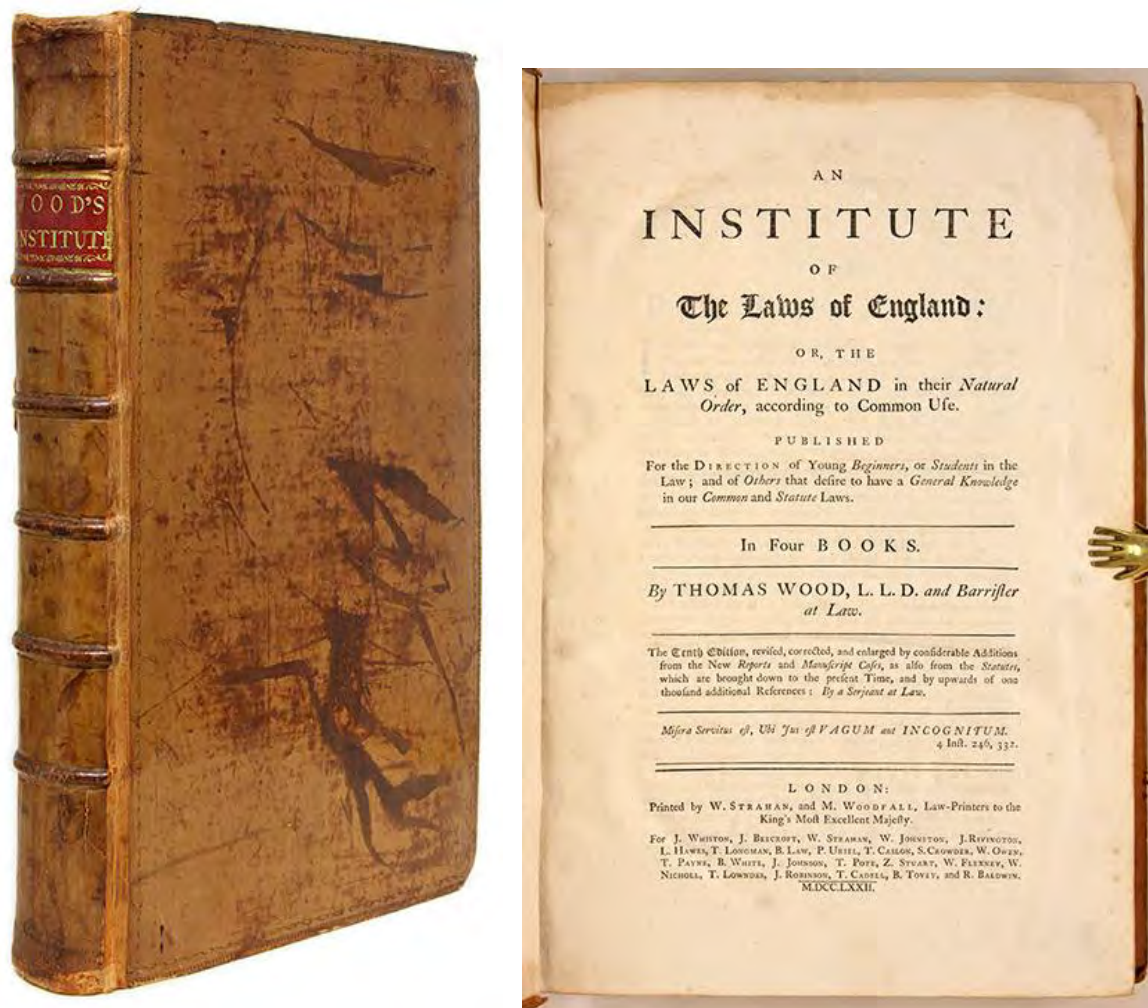 OOD'S
NSTITUTE
AN
INSTITUTE
OF
The Laws of England:
OR, THE
LAWS of ENGLAND in their Natural
Order, according to Common Uſe.
PUBLISHED
For the DIRECTION of Young Beginners, or Students in the
Law; and of Others that deſire to have a General Knowledge
in our Common and Statute Laws.
In Four BOOKS.
By THOMAS WOOD, L. L. D. and Barriſter
at Law.
The Tenth Edition, reviſed, corrected, and enlarged by conſiderable Additions
from the New Reports and Manuſcript Caſes, as alſo from the Statutes,
which are brought down to the preſent Time, and by upwards of one
thouſand additional References: By a Serjeant at Law.
Miſera Servitus eſt, Ubi Jus eſt VAGUM aut INCOGNITUM.
4 Inſt. 246, 332.
LONDON:
Printed by W. STRAHAN, and M. WOODFALL, Law-Printers to the
King's Moſt Excellent Majeſty.
For J. WHISTON, J. BEECROFT, W. STRAHAN, W. JOHNSTON, J. RIVINGTON,
L. HAWES, T. LONGMAN, B. LAW, P. URIEL, T. CASLON, S. CROWDER, W. OWEN,
T. PAYNE, B. WHITE, J. JOHNSON, T. POTE, Z. STUART, W. FLEXNEY, W.
NICHOLL, T. LOWNDES, J. ROBINSON, T. CADELL, B. TOVEY, and R. BALDWIN.
M.DCC.LXXII.